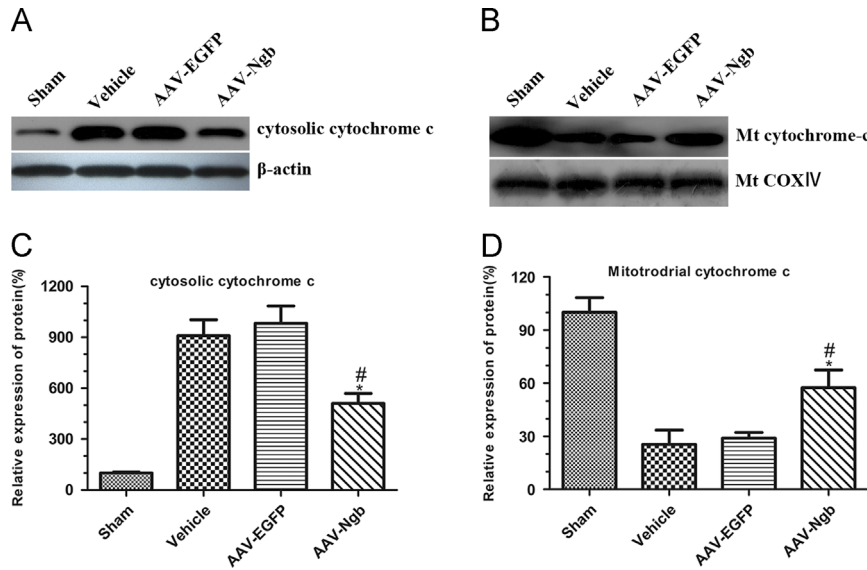 A
Sham
Vehicle
AAV-EGFP
AAV-Ngb
cytosolic cytochrome c
β-actin
B
Sham
Vehicle
AAV-EGFP
AAV-Ngb
Mt cytochrome-c
Mt COXⅣ
C
cytosolic cytochrome c
Relative expression of protein(%)
1200
900
600
300
0
#
*
Sham
Vehicle
AAV-EGFP
AAV-Ngb
D
Mitotrodrial cytochrome c
Relative expression of protein(%)
120
90
60
30
0
#
*
Sham
Vehicle
AAV-EGFP
AAV-Ngb